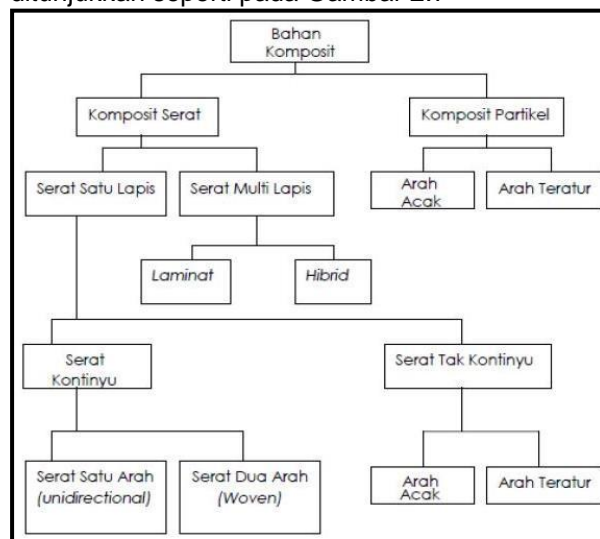 ditunjukkan seperti pada Gambar 2.1
Bahan
Komposit
Komposit Serat
Komposit Partikel
Serat Satu Lapis
Serat Multi Lapis
Arah
Acak
Arah Teratur
Laminat
Hibrid
Serat
Kontinyu
Serat Tak Kontinyu
Serat Satu Arah
(unidirectional)
Serat Dua Arah
(Woven)
Arah
Acak
Arah Teratur